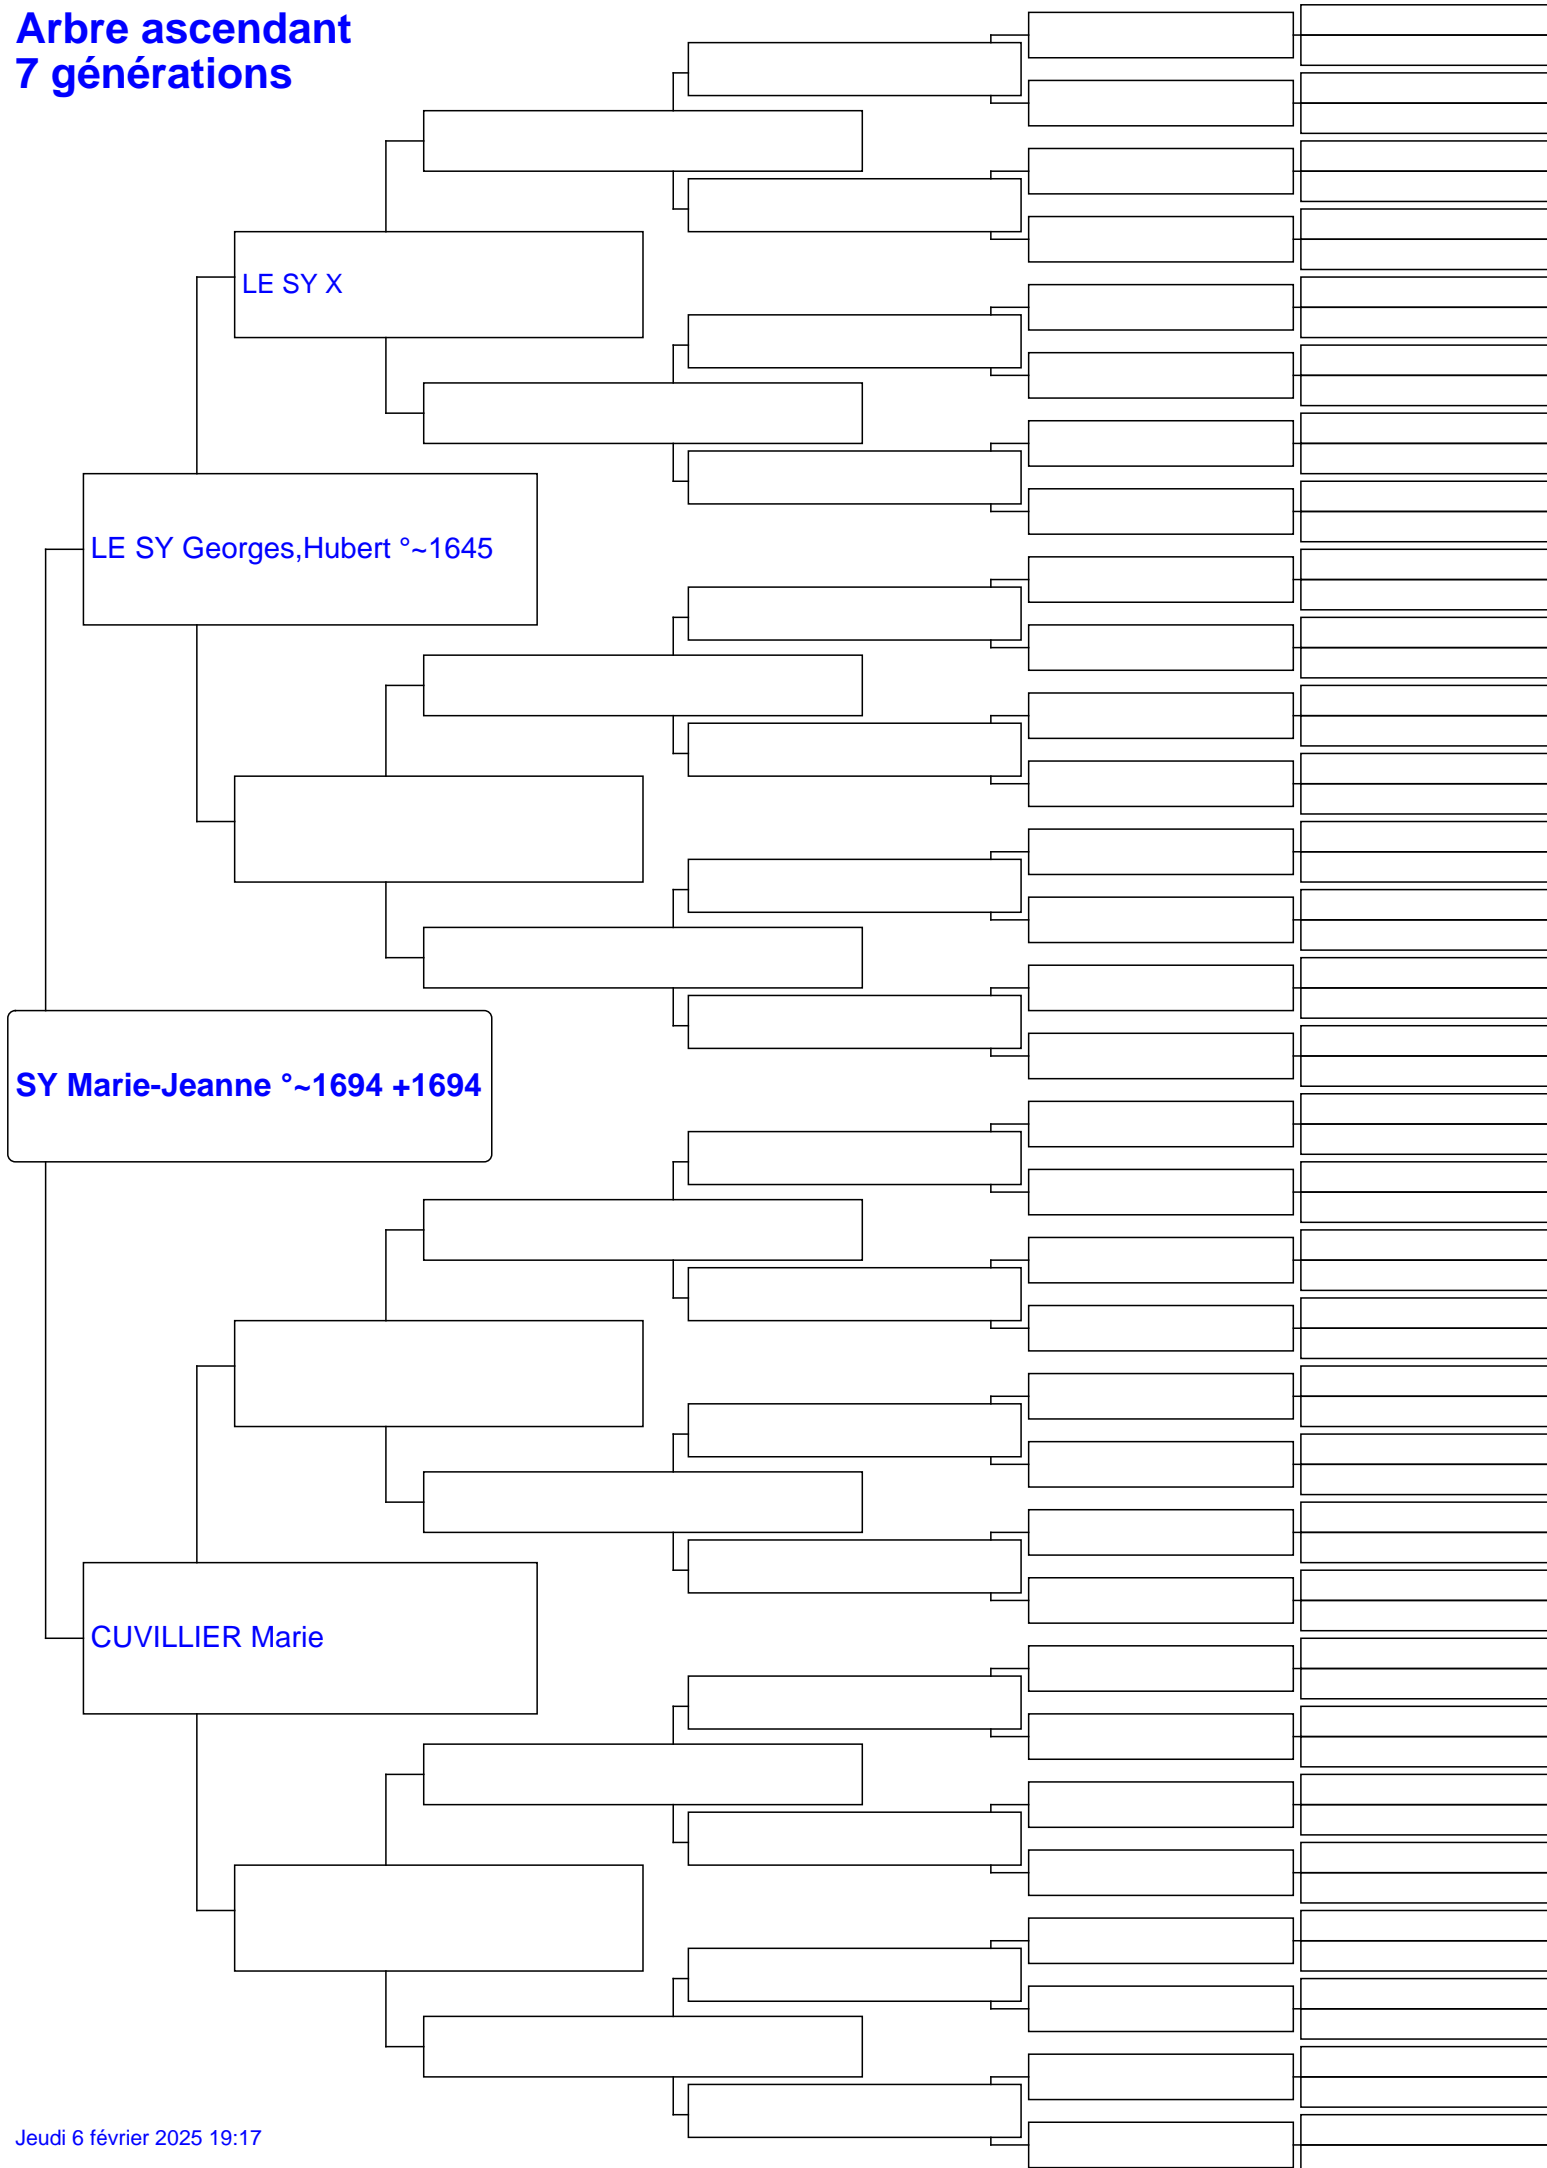 Arbre ascendant
7 générations
LE SY X
LE SY Georges,Hubert °~1645
SY Marie-Jeanne °~1694 +1694
CUVILLIER Marie
Jeudi 6 février 2025 19:17